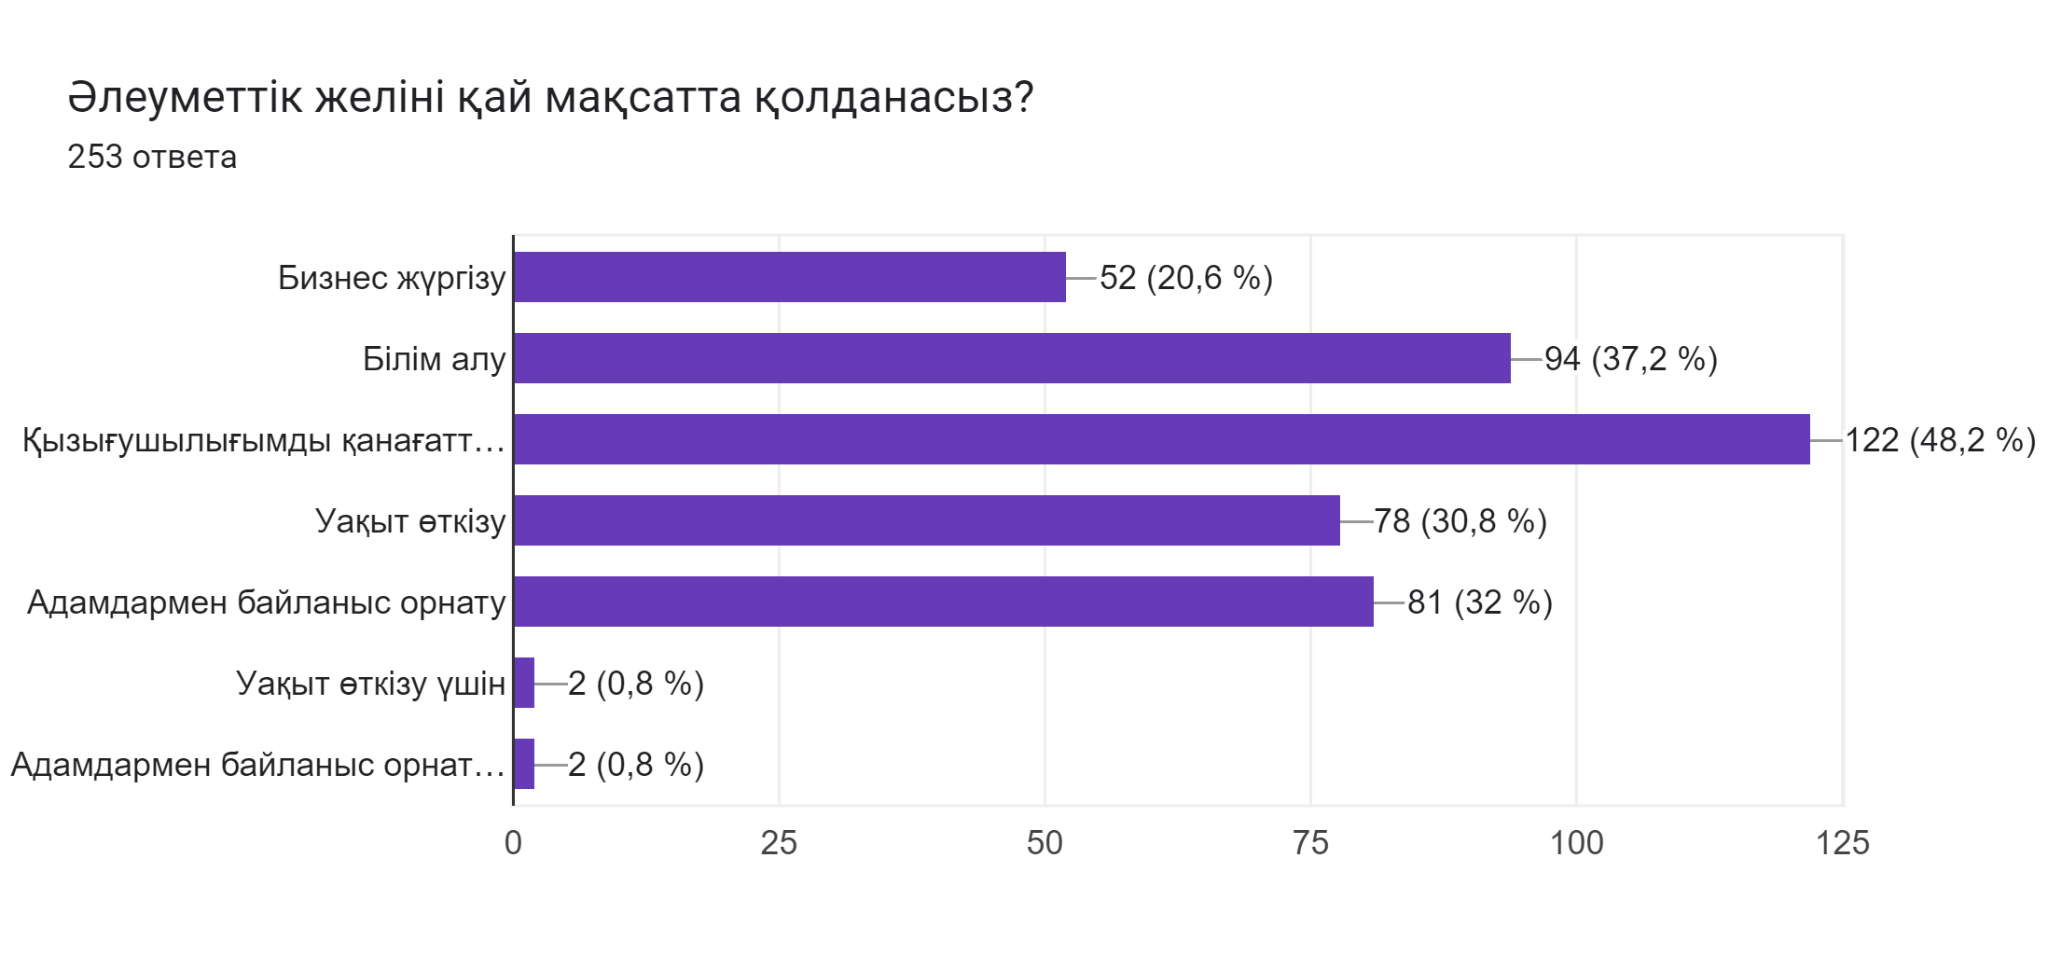 Әлеуметтік желіні қай мақсатта қолданасыз?
253 ответа
Бизнес жүргізу 52 (20,6 %)
Білім алу 94 (37,2 %)
Қызығушылығымды қанағатт… 122 (48,2 %)
Уақыт өткізу 78 (30,8 %)
Адамдармен байланыс орнату 81 (32 %)
Уақыт өткізу үшін 2 (0,8 %)
Адамдармен байланыс орнат… 2 (0,8 %)
0 25 50 75 100 125